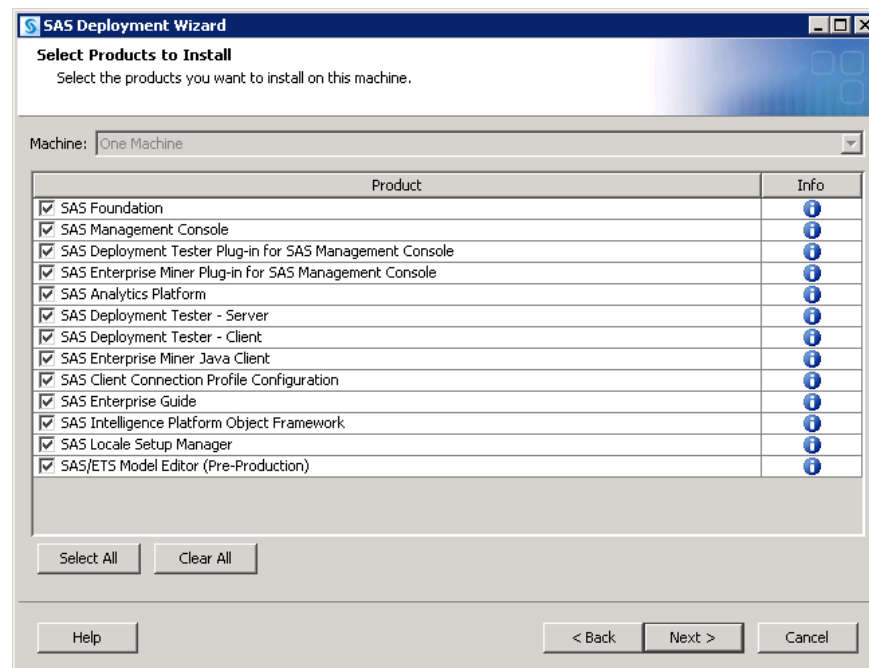 SAS Deployment Wizard
Select Products to Install
Select the products you want to install on this machine.
Machine: One Machine
Product Info
SAS Foundation
SAS Management Console
SAS Deployment Tester Plug-in for SAS Management Console
SAS Enterprise Miner Plug-in for SAS Management Console
SAS Analytics Platform
SAS Deployment Tester - Server
SAS Deployment Tester - Client
SAS Enterprise Miner Java Client
SAS Client Connection Profile Configuration
SAS Enterprise Guide
SAS Intelligence Platform Object Framework
SAS Locale Setup Manager
SAS/ETS Model Editor (Pre-Production)
Select All Clear All
Help < Back Next > Cancel